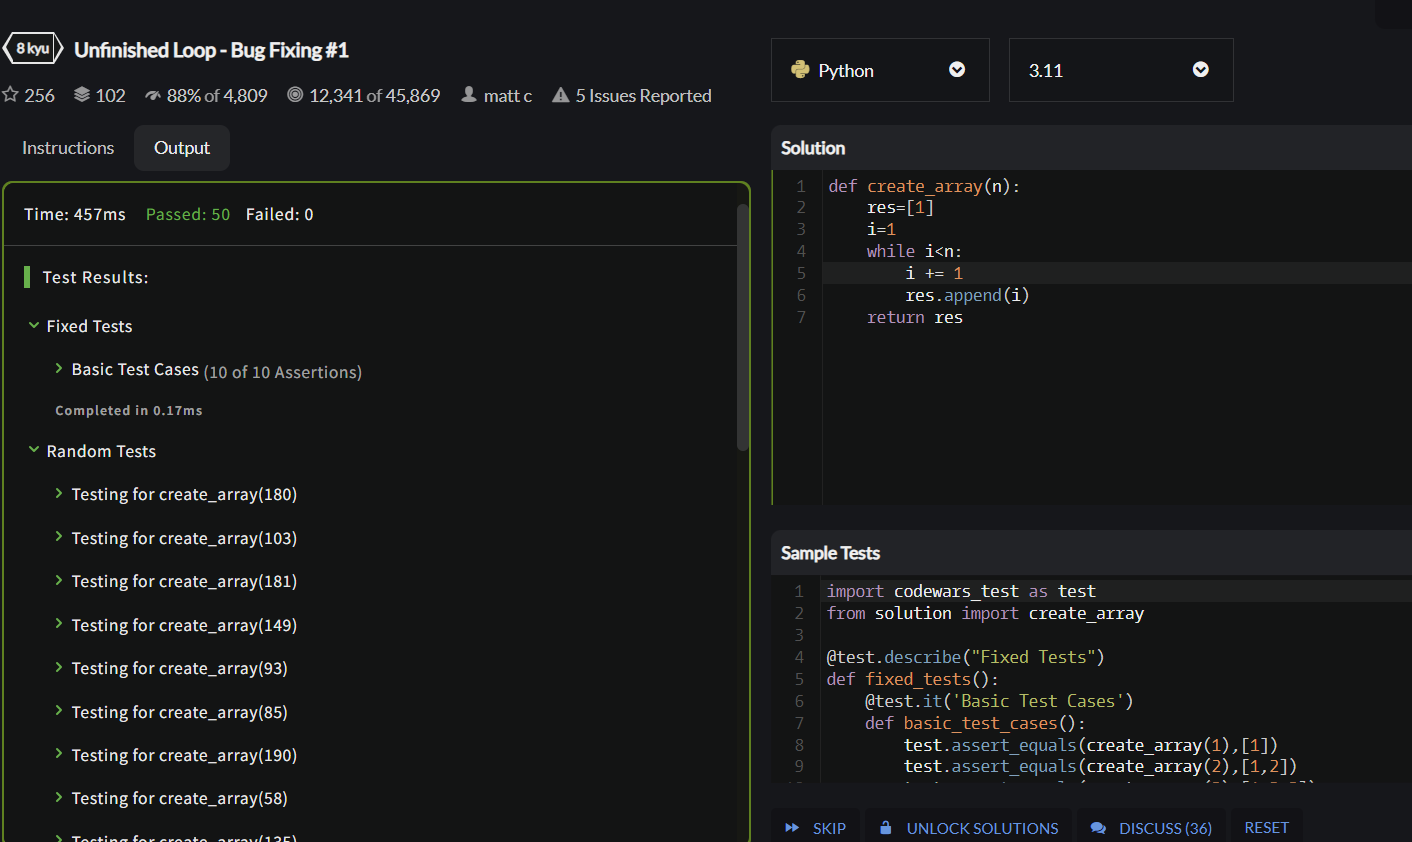 8 kyu
Unfinished Loop - Bug Fixing #1
256 102 88% of 4,809 12,341 of 45,869 matt c 5 Issues Reported
Instructions Output
Time: 457ms Passed: 50 Failed: 0
Test Results:
Fixed Tests
Basic Test Cases (10 of 10 Assertions)
Completed in 0.17ms
Random Tests
Testing for create_array(180)
Testing for create_array(103)
Testing for create_array(181)
Testing for create_array(149)
Testing for create_array(93)
Testing for create_array(85)
Testing for create_array(190)
Testing for create_array(58)
Testing for create_array(135)
Python 3.11
Solution
1 def create_array(n):
2 res=[1]
3 i=1
4 while i<n:
5 i += 1
6 res.append(i)
7 return res
Sample Tests
1 import codewars_test as test
2 from solution import create_array
3
4 @test.describe("Fixed Tests")
5 def fixed_tests():
6 @test.it('Basic Test Cases')
7 def basic_test_cases():
8 test.assert_equals(create_array(1),[1])
9 test.assert_equals(create_array(2),[1,2])
SKIP UNLOCK SOLUTIONS DISCUSS (36) RESET